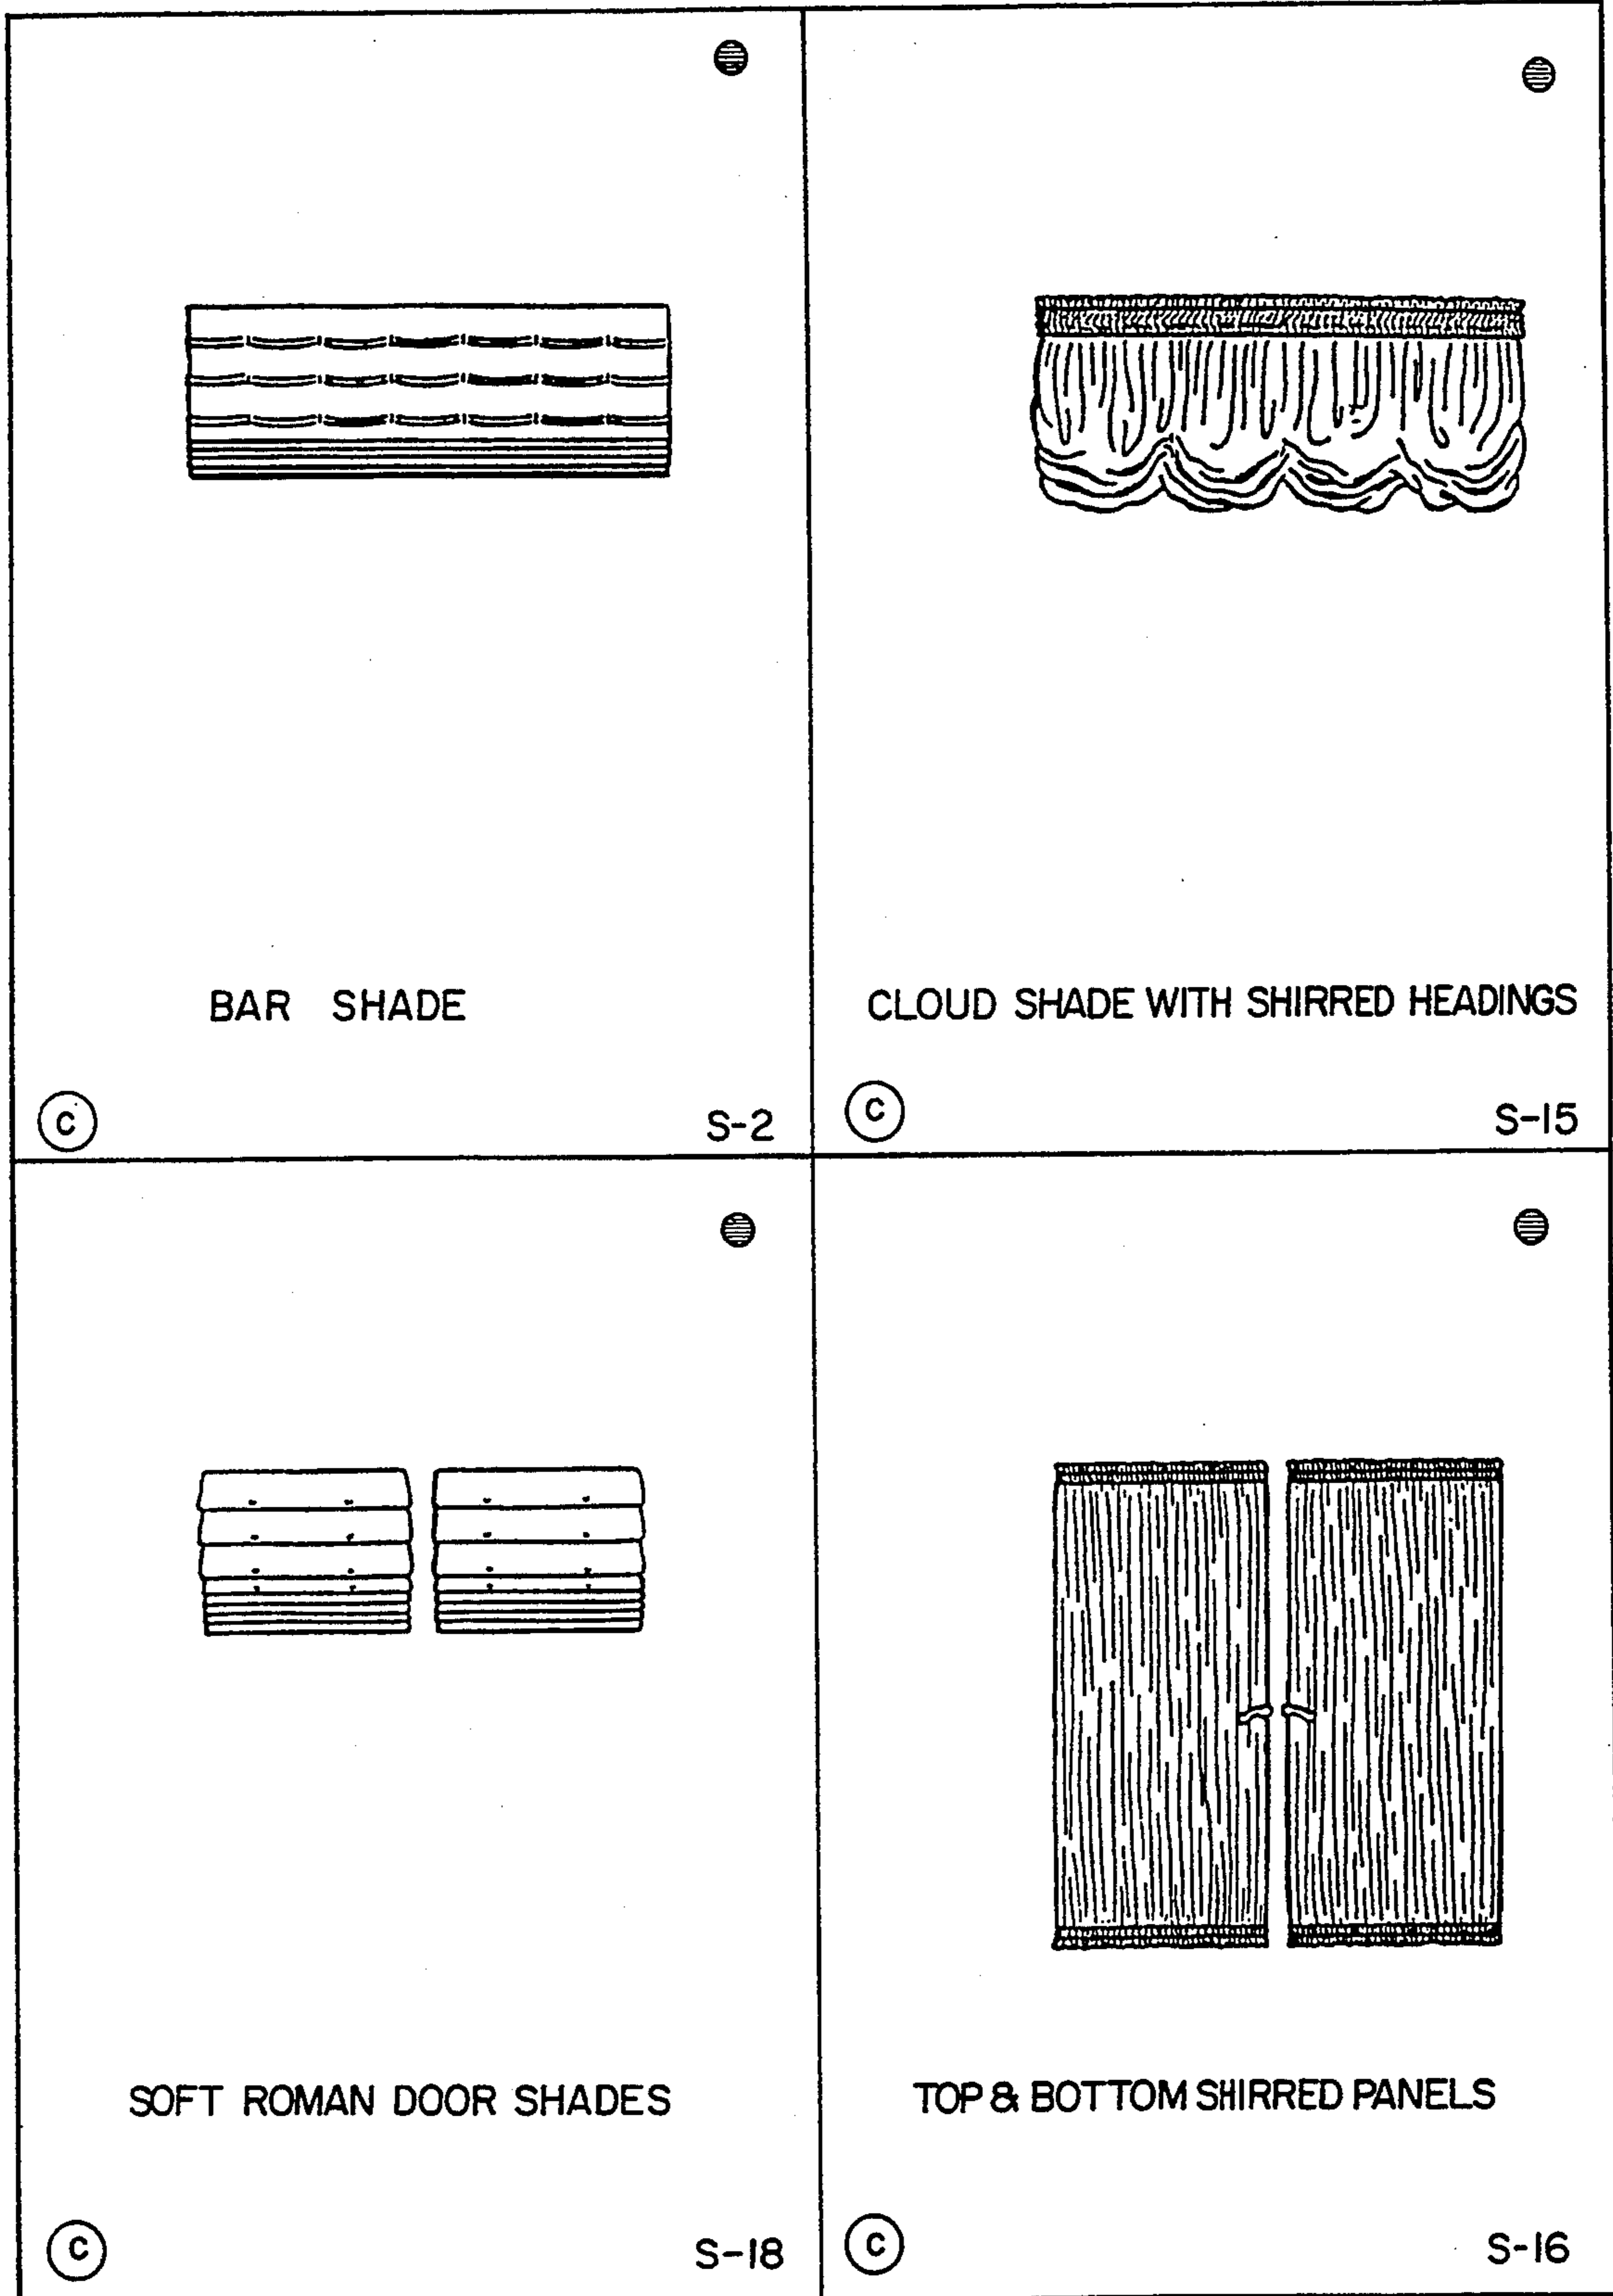 BAR SHADE
C
S-2
CLOUD SHADE WITH SHIRRED HEADINGS
C
S-15
SOFT ROMAN DOOR SHADES
C
S-18
TOP & BOTTOM SHIRRED PANELS
C
S-16